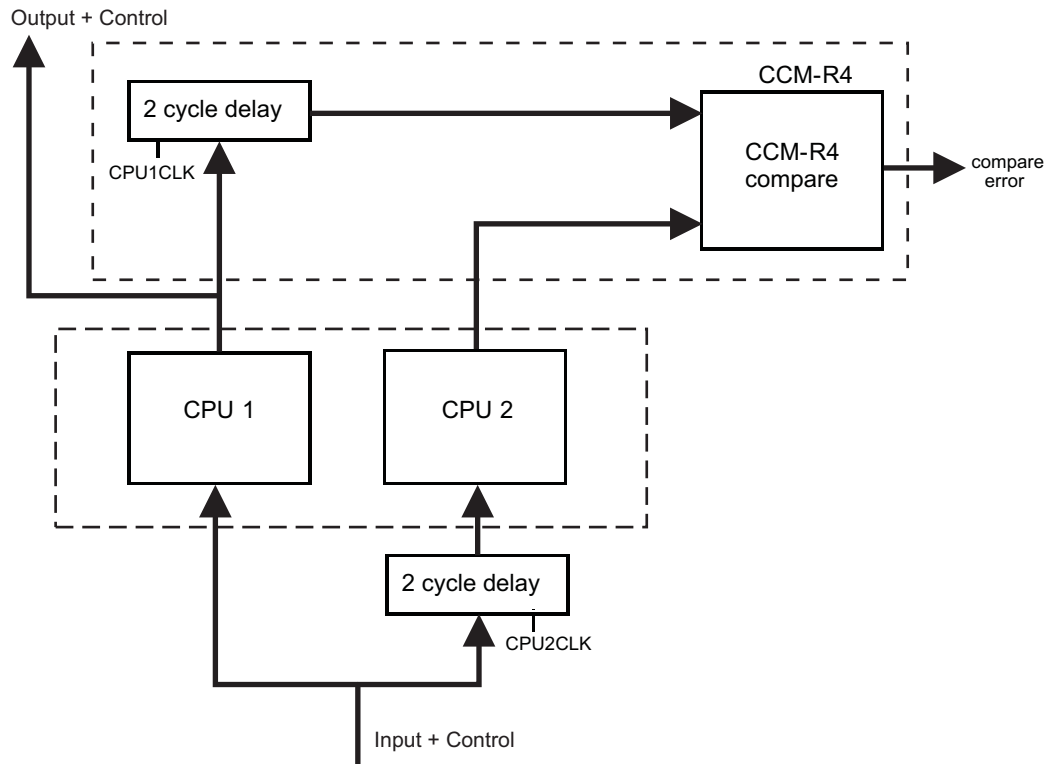 Output + Control
CCM-R4
2 cycle delay
CPU1CLK
CCM-R4
compare
compare
error
CPU 1
CPU 2
2 cycle delay
CPU2CLK
Input + Control